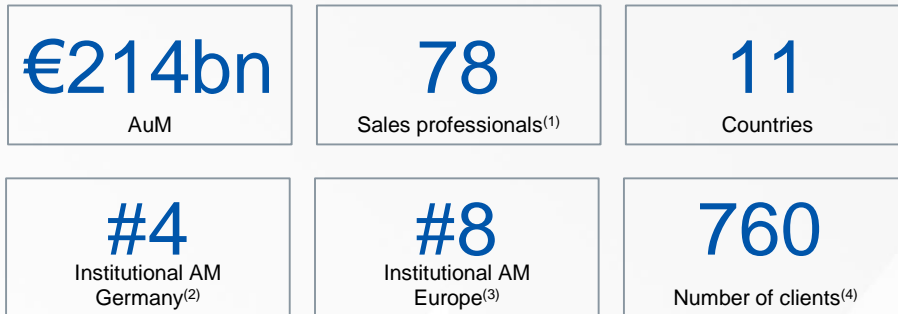 €214bn
AuM
78
Sales professionals(1)
11
Countries
#4
Institutional AM
Germany(2)
#8
Institutional AM
Europe(3)
760
Number of clients(4)